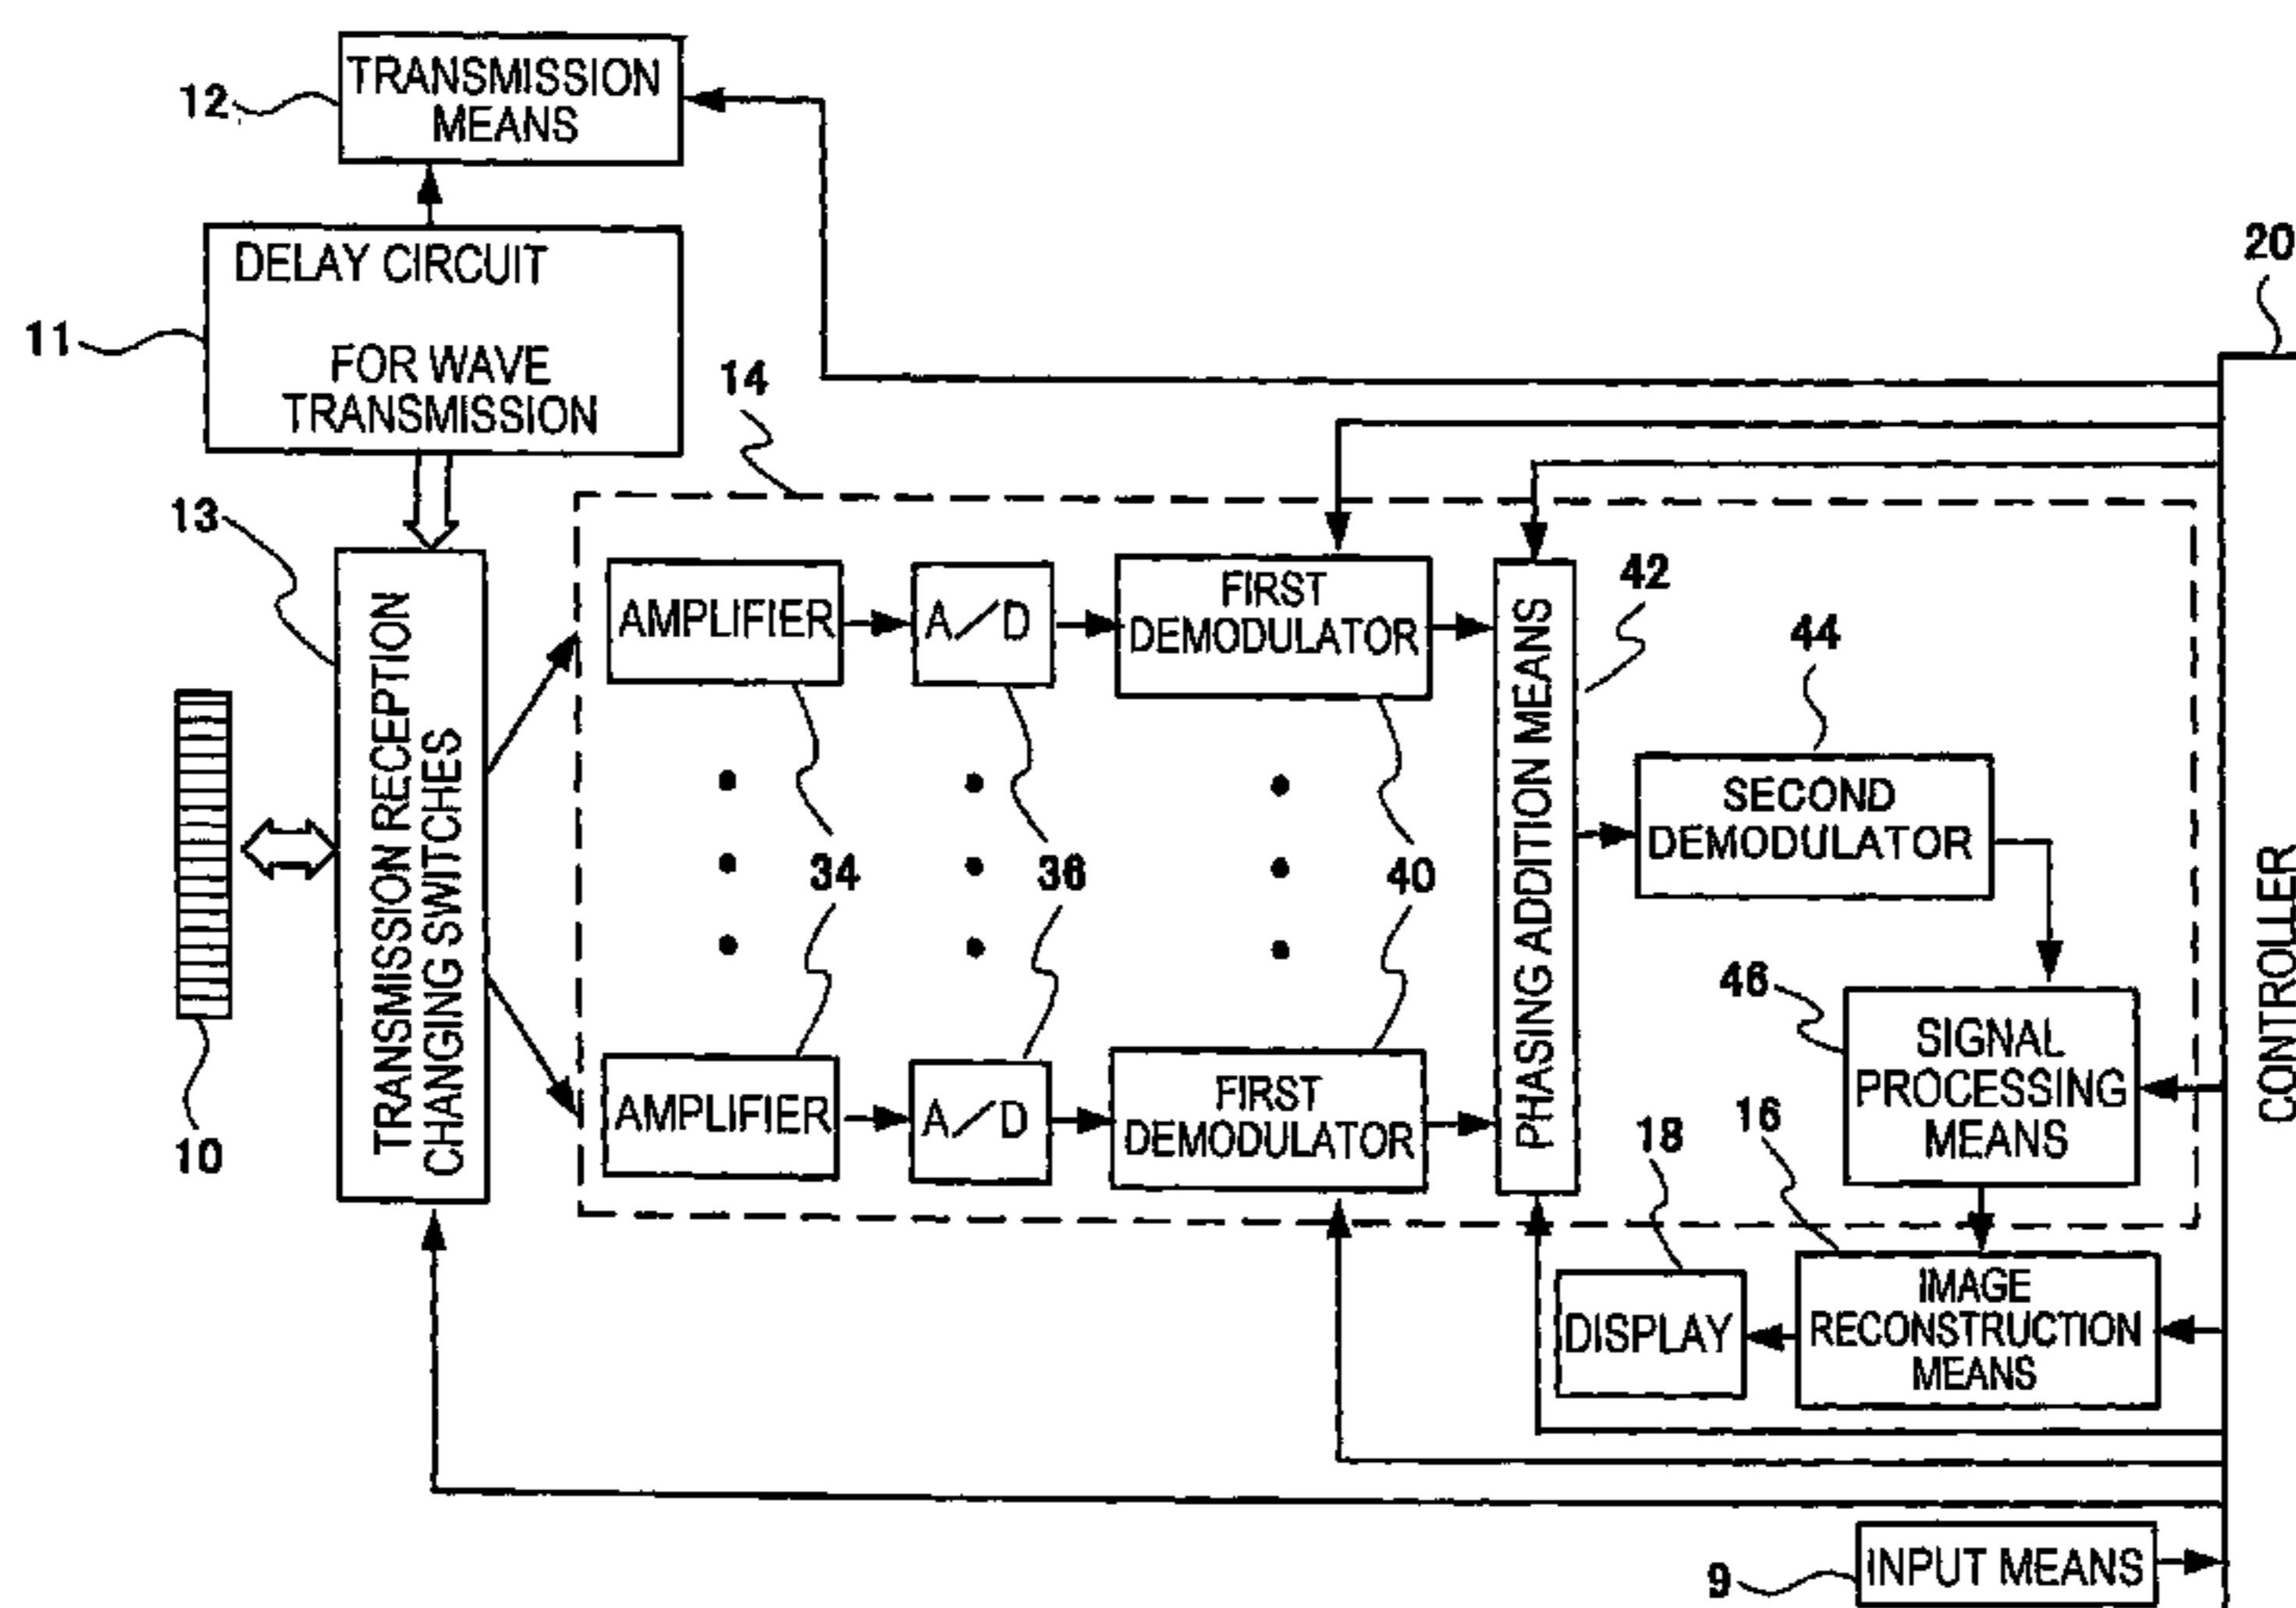 12
TRANSMISSION
MEANS
20
DELAY CIRCUIT
11
FOR WAVE
TRANSMISSION
14
13
TRANSMISSION RECEPTION
CHANGING SWITCHES
10
AMPLIFIER
A/D
FIRST
DEMODULATOR
34
36
40
AMPLIFIER
A/D
FIRST
DEMODULATOR
PHASING ADDITION MEANS
42
44
SECOND
DEMODULATOR
46
SIGNAL
PROCESSING
MEANS
16
IMAGE
RECONSTRUCTION
MEANS
18
DISPLAY
CONTROLLER
9
INPUT MEANS